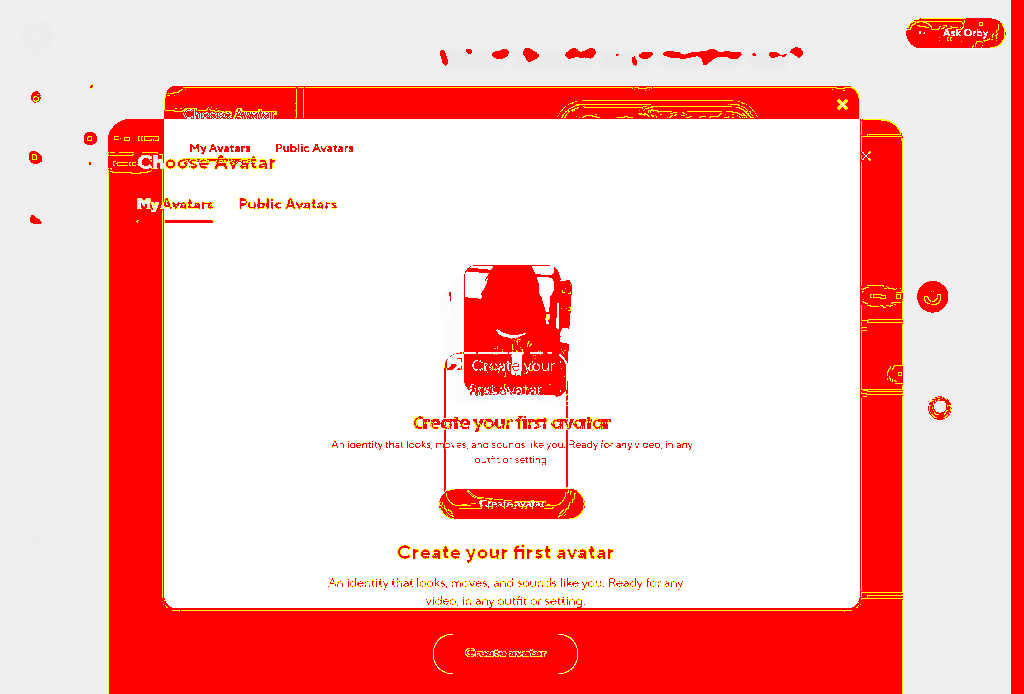 Ask Orby
Choose Avatar
My Avatars Public Avatars
Choose Avatar
My Avatars Public Avatars
Create your
first avatar
Create your first avatar
An identity that looks, moves, and sounds like you. Ready for any video, in any
outfit or setting
Create avatar
Create your first avatar
An identity that looks, moves, and sounds like you. Ready for any
video, in any outfit or setting.
Create avatar